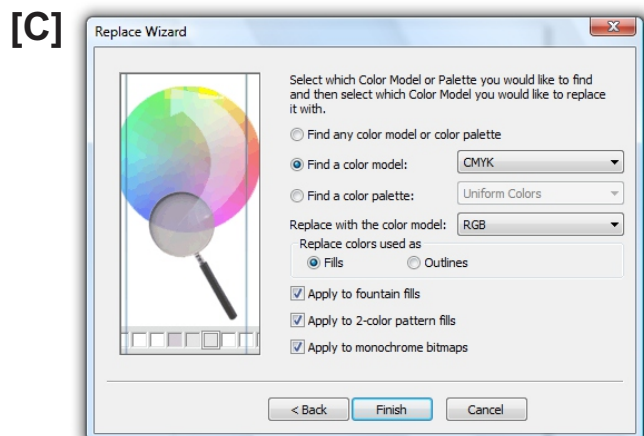 [C]
Replace Wizard
Select which Color Model or Palette you would like to find
and then select which Color Model you would like to replace
it with.
Find any color model or color palette
Find a color model: CMYK
Find a color palette: Uniform Colors
Replace with the color model: RGB
Replace colors used as
Fills Outlines
Apply to fountain fills
Apply to 2-color pattern fills
Apply to monochrome bitmaps
< Back Finish Cancel